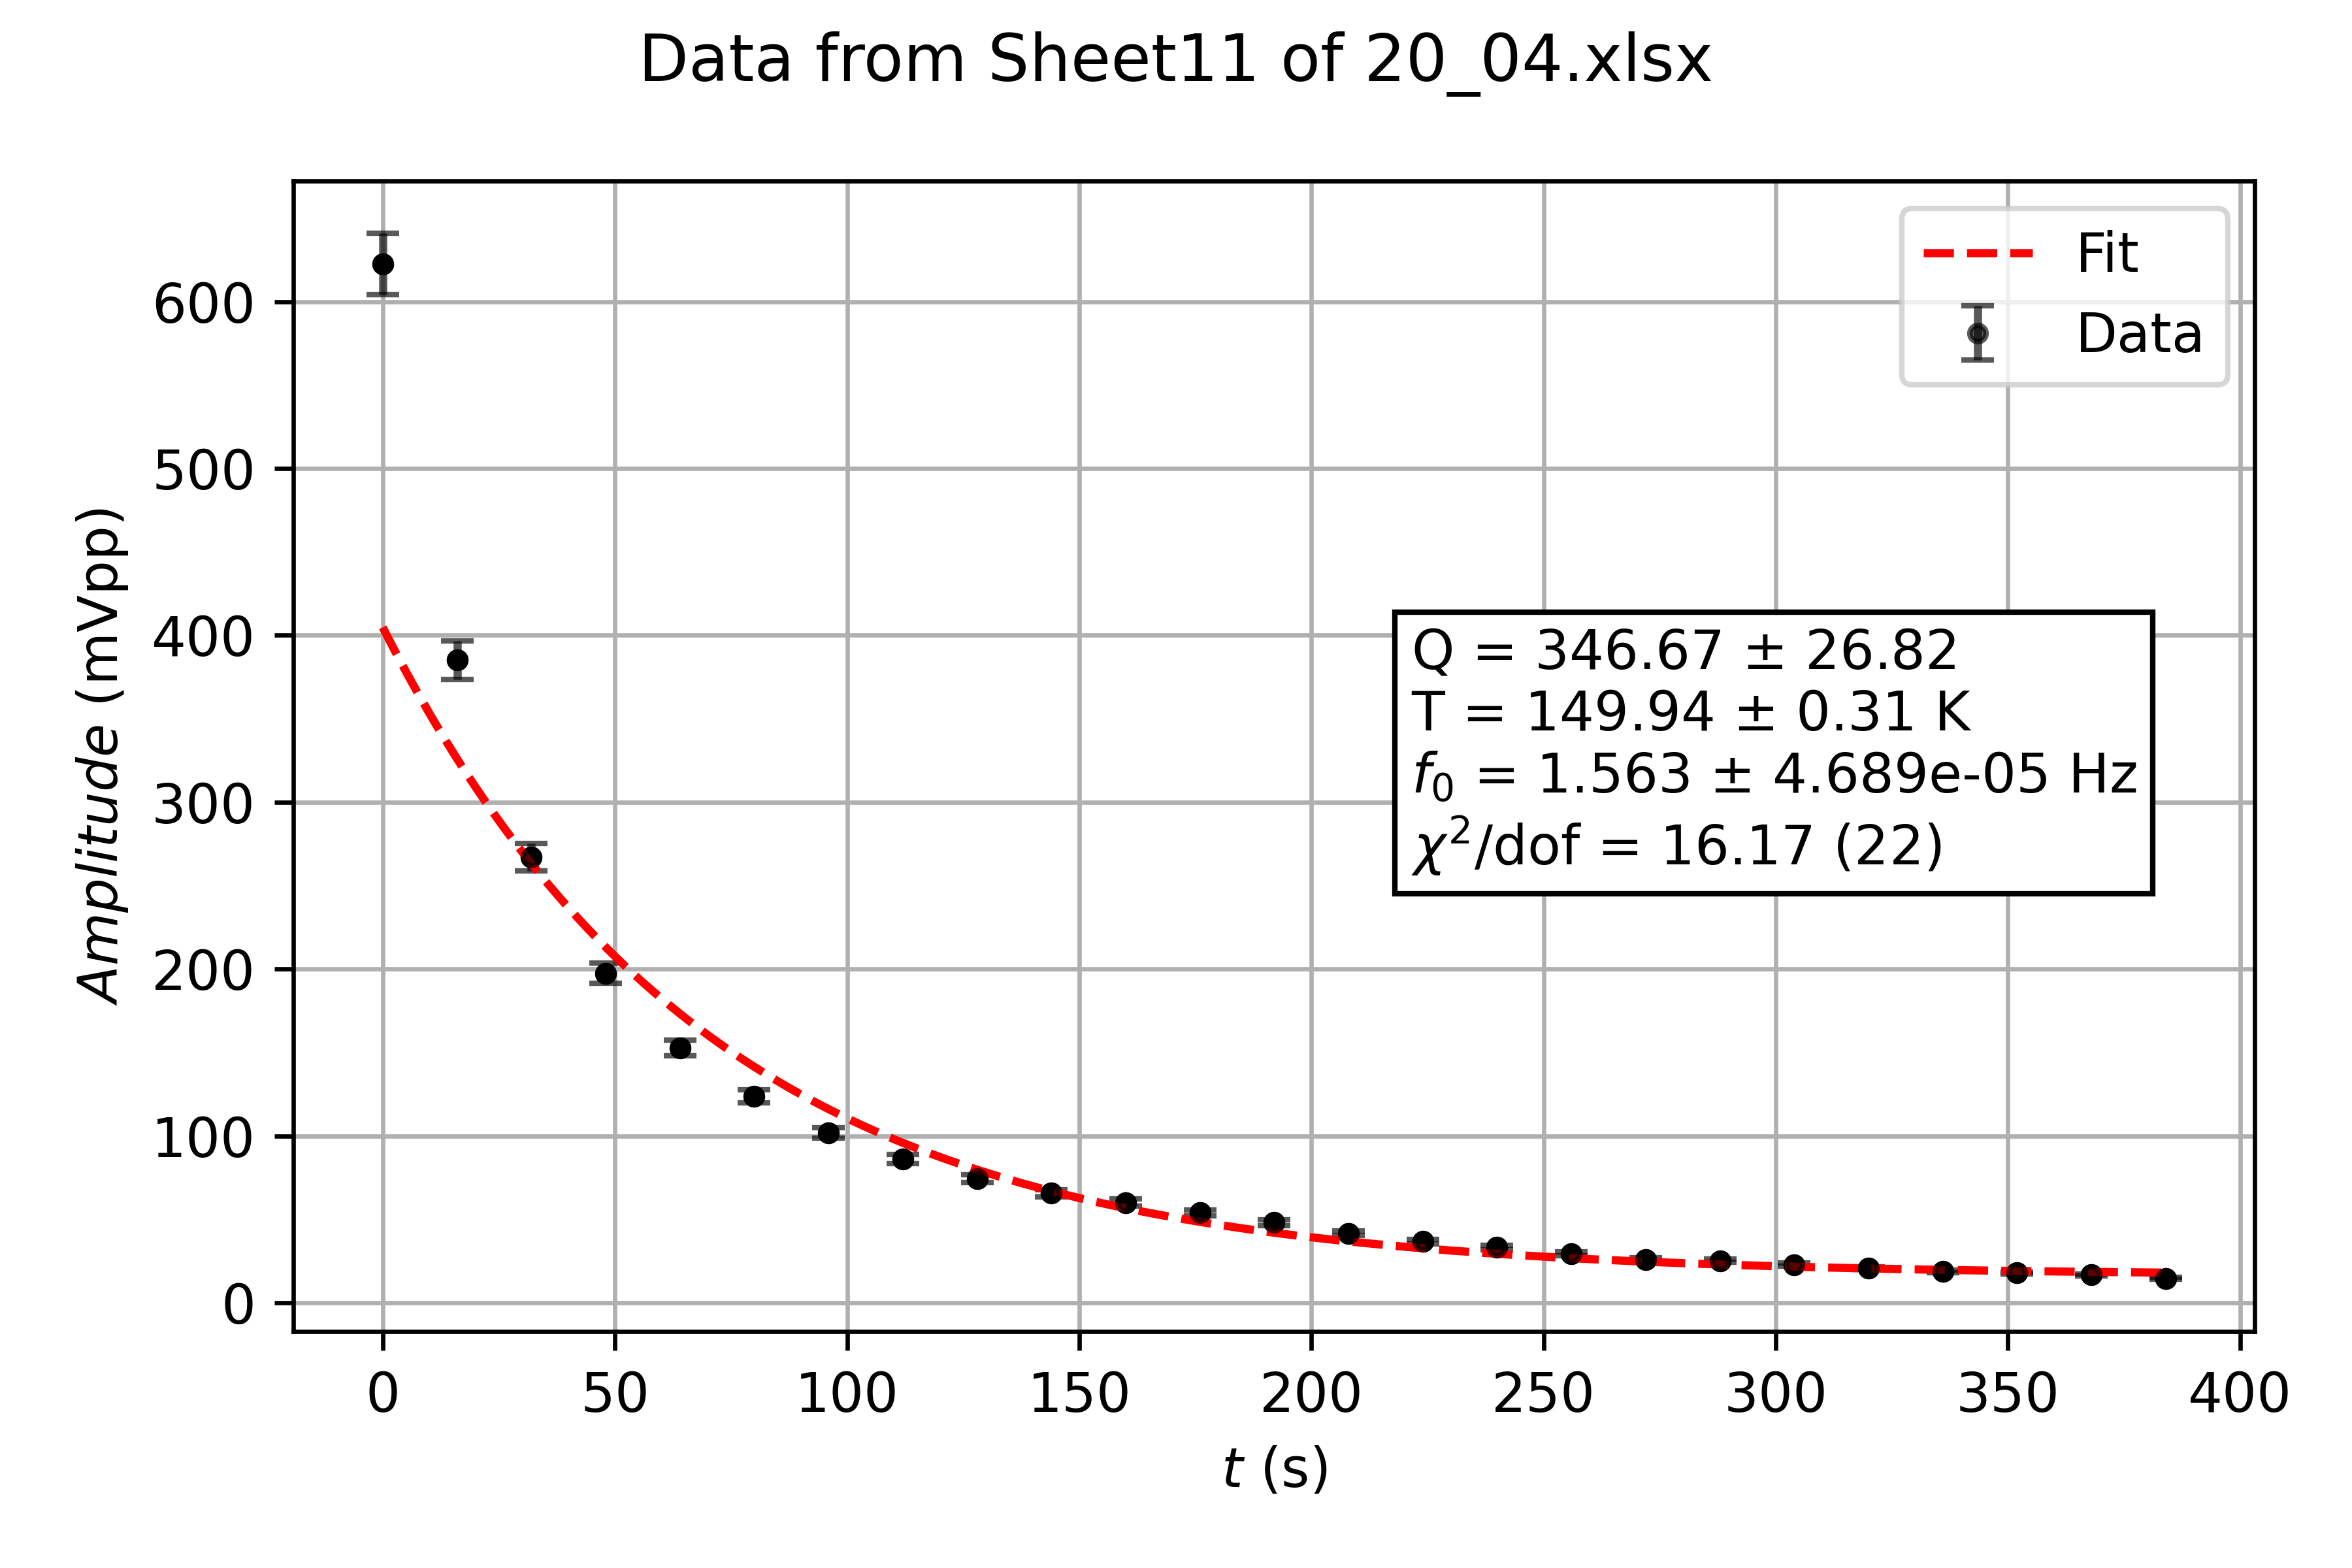 Data from Sheet11 of 20_04.xlsx
Fit
Data
600
500
400
300
200
100
0
Amplitude (mVpp)
Q = 346.67 ± 26.82
T = 149.94 ± 0.31 K
f₀ = 1.563 ± 4.689e-05 Hz
χ²/dof = 16.17 (22)
0 50 100 150 200 250 300 350 400
t (s)